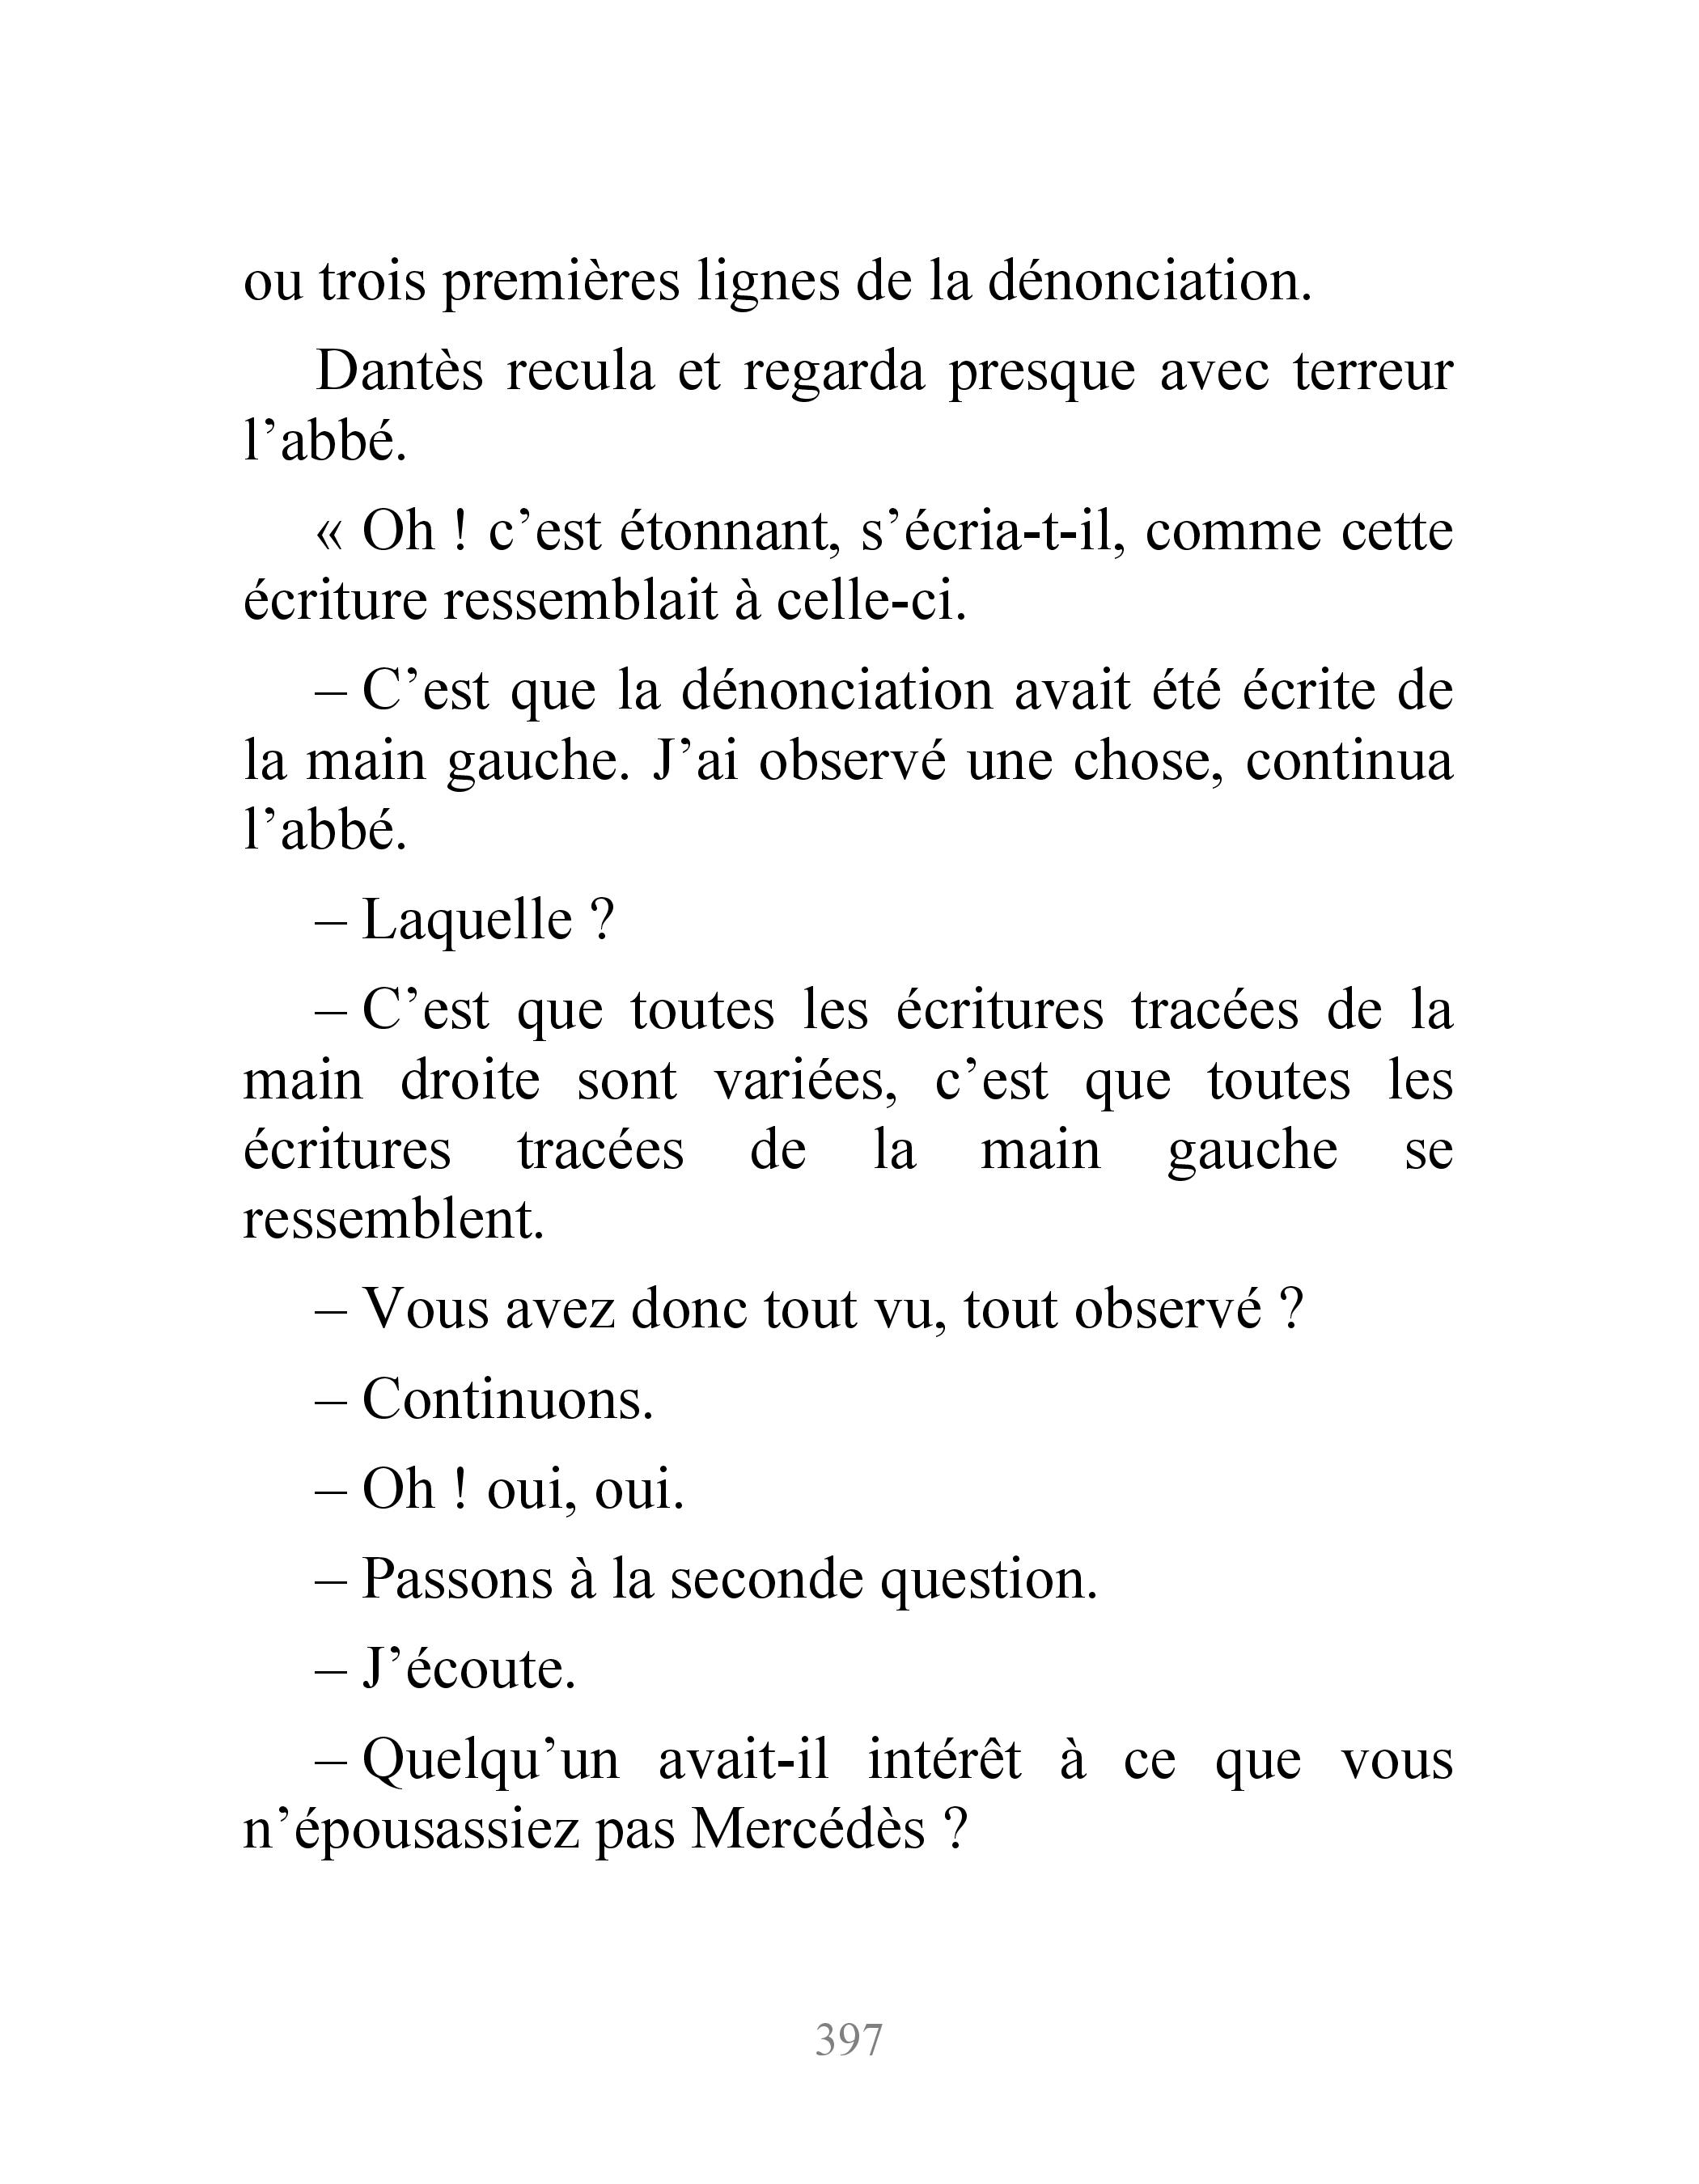 ou trois premières lignes de la dénonciation.
Dantès recula et regarda presque avec terreur
l’abbé.
« Oh ! c’est étonnant, s’écria-t-il, comme cette
écriture ressemblait à celle-ci.
– C’est que la dénonciation avait été écrite de
la main gauche. J’ai observé une chose, continua
l’abbé.
– Laquelle ?
– C’est que toutes les écritures tracées de la
main droite sont variées, c’est que toutes les
écritures tracées de la main gauche se
ressemblent.
– Vous avez donc tout vu, tout observé ?
– Continuons.
– Oh ! oui, oui.
– Passons à la seconde question.
– J’écoute.
– Quelqu’un avait-il intérêt à ce que vous
n’épousassiez pas Mercédès ?
397